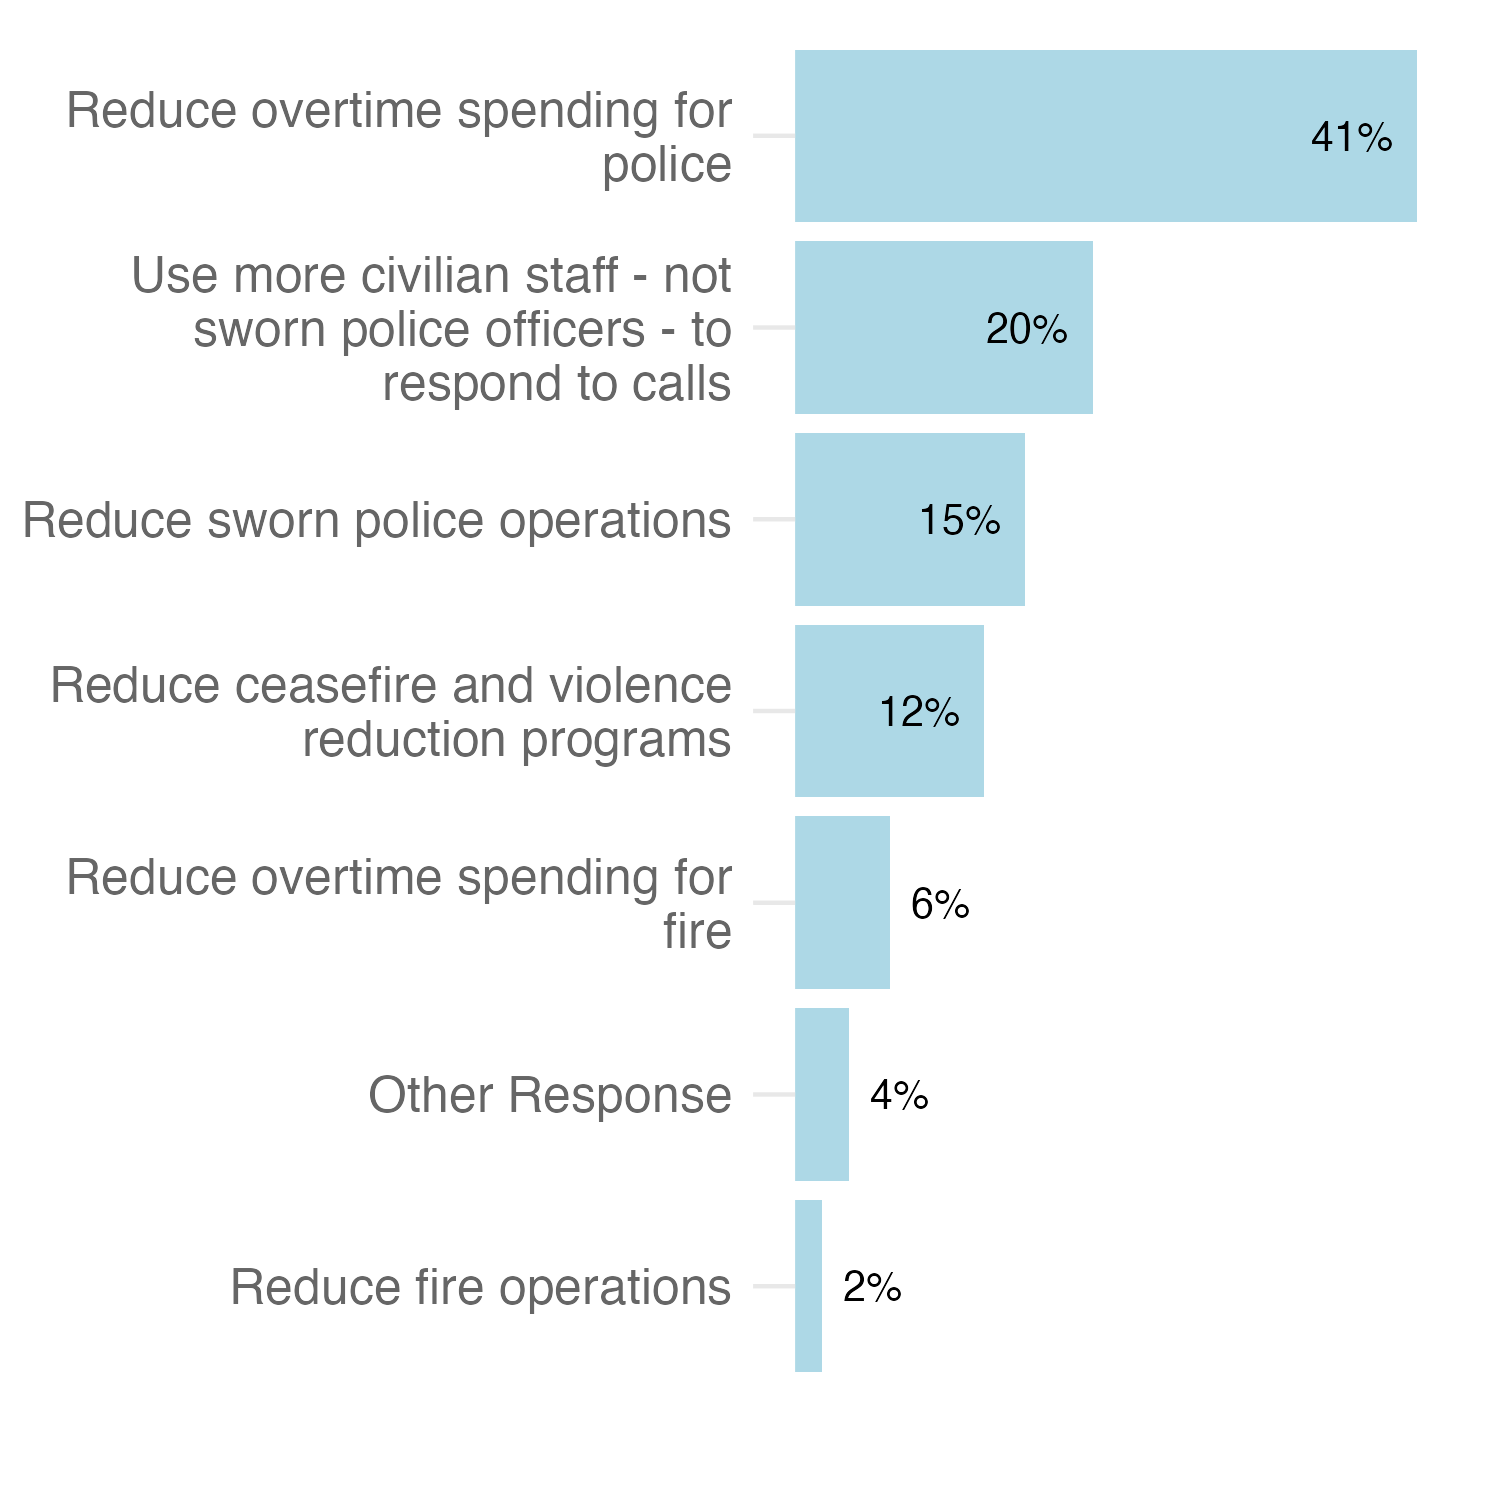 Reduce overtime spending for
police
41%
Use more civilian staff - not
sworn police officers - to
respond to calls
20%
Reduce sworn police operations
15%
Reduce ceasefire and violence
reduction programs
12%
Reduce overtime spending for
fire
6%
Other Response
4%
Reduce fire operations
2%